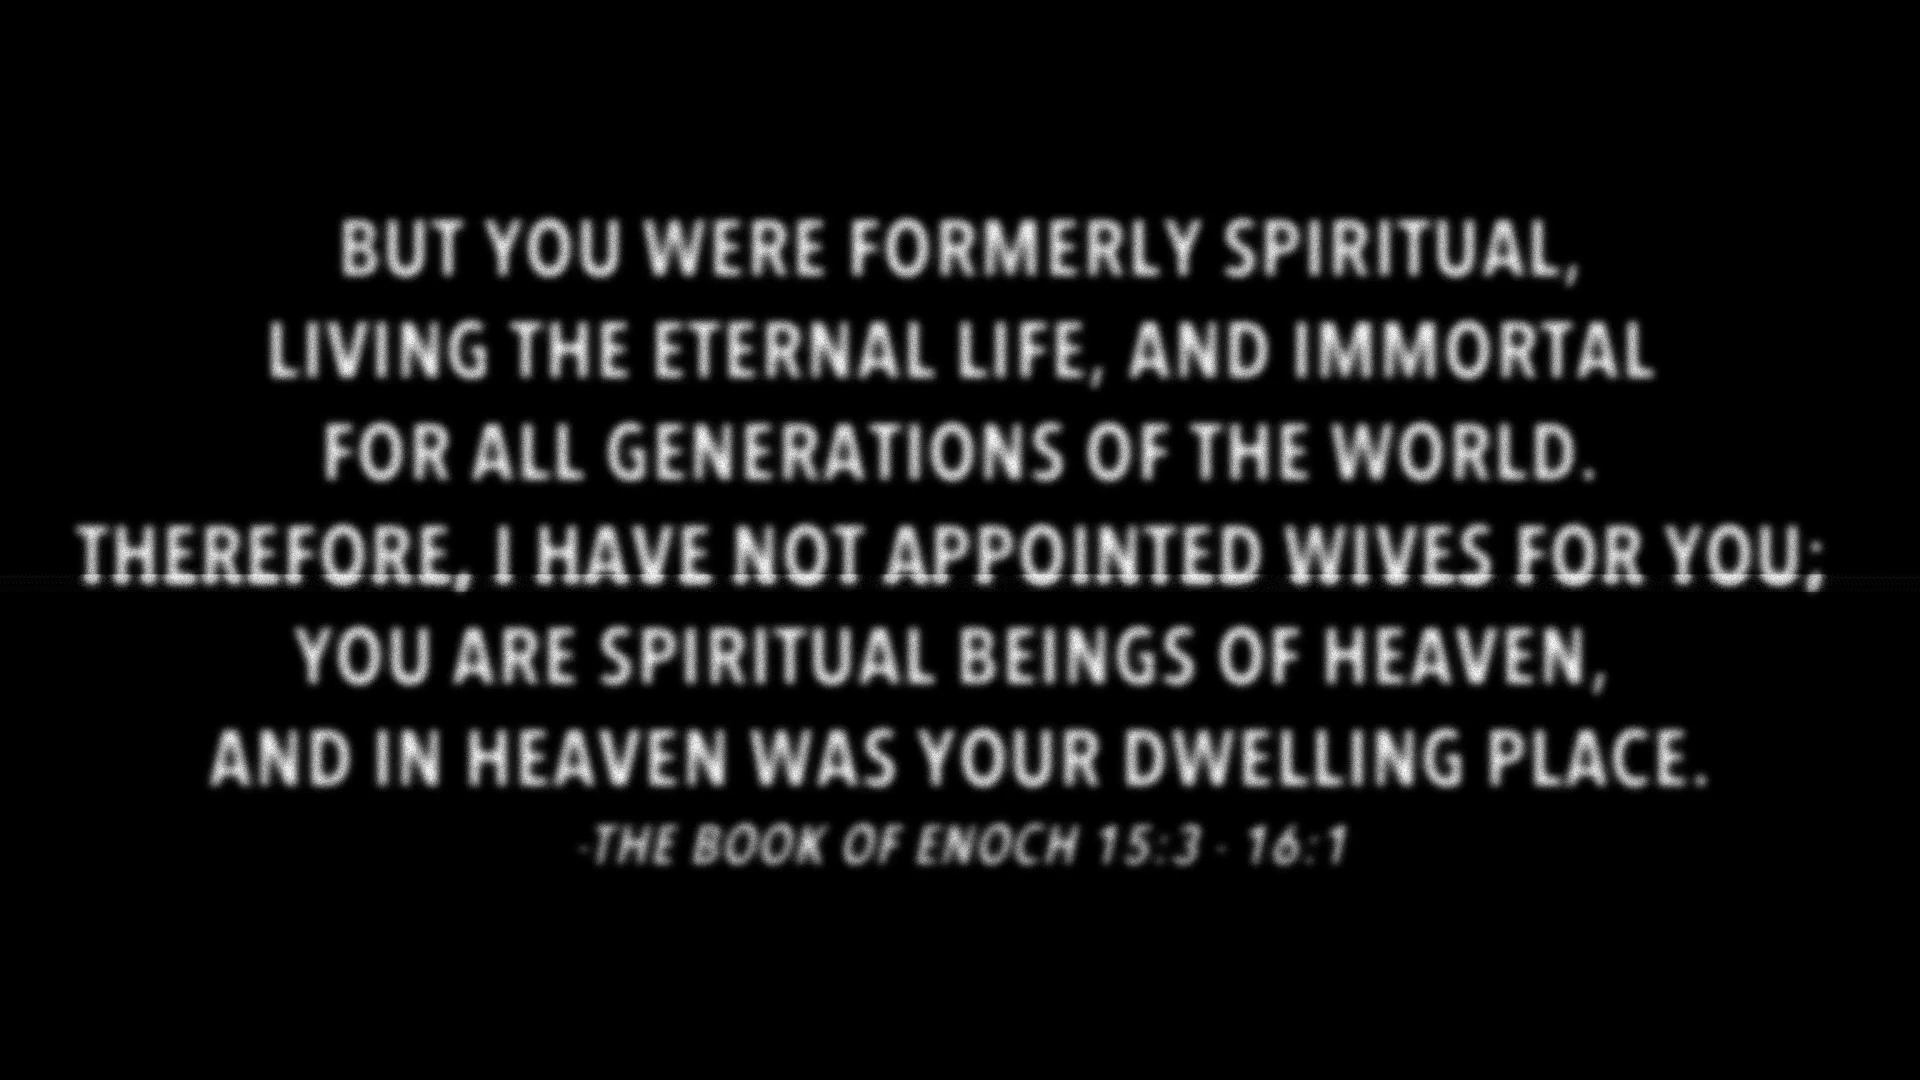 BUT YOU WERE FORMERLY SPIRITUAL,
LIVING THE ETERNAL LIFE, AND IMMORTAL
FOR ALL GENERATIONS OF THE WORLD.
THEREFORE, I HAVE NOT APPOINTED WIVES FOR YOU;
YOU ARE SPIRITUAL BEINGS OF HEAVEN,
AND IN HEAVEN WAS YOUR DWELLING PLACE.
-THE BOOK OF ENOCH 15:3 - 16:1